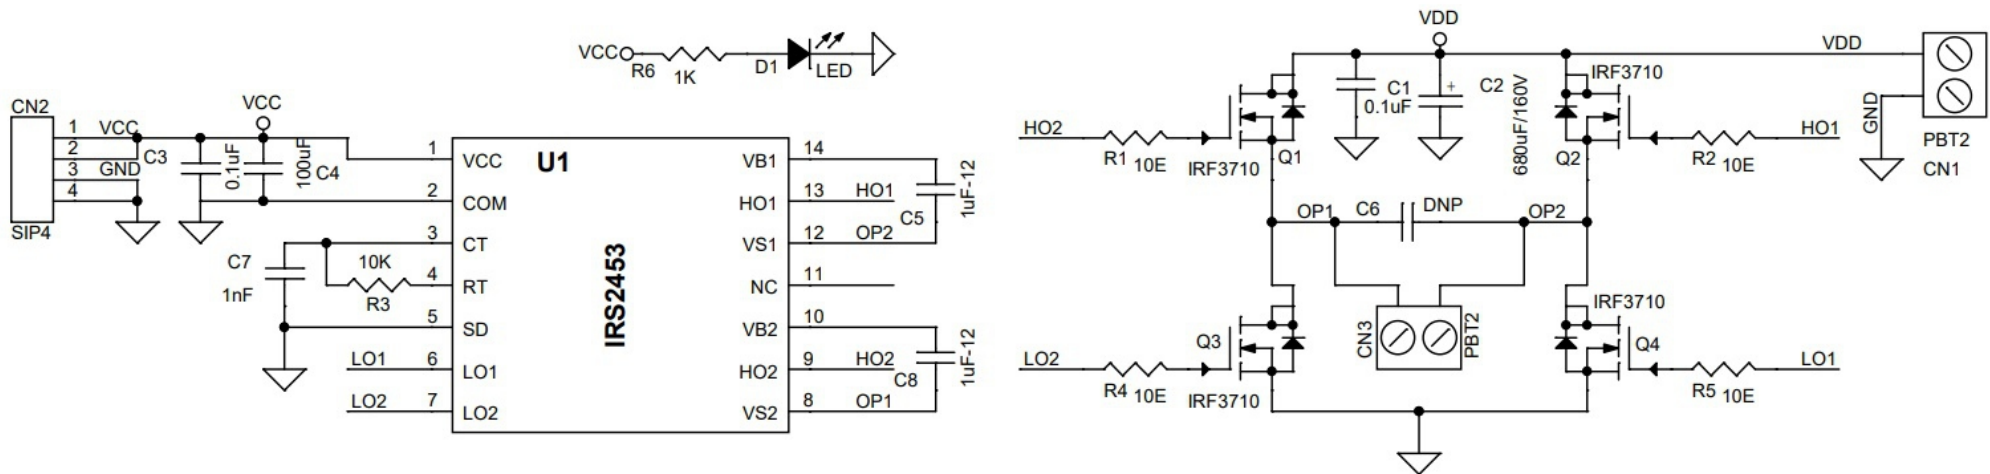 VCC
R6
1K
D1
LED
CN2
1
VCC
2
3
GND
4
SIP4
VCC
C3
0.1uF
100uF
C4
C7
1nF
10K
R3
LO1
LO2
U1
IRS2453
1 VCC
2 COM
3 CT
4 RT
5 SD
6 LO1
7 LO2
VB1 14
HO1 13 HO1
VS1 12 OP2
NC 11
VB2 10
HO2 9 HO2
VS2 8 OP1
C5
1uF-12
C8
1uF-12
VDD
VDD
HO2
R1 10E
IRF3710
Q1
C1
0.1uF
+
C2
680uF/160V
IRF3710
Q2
R2 10E
HO1
GND
PBT2
CN1
OP1
C6
DNP
OP2
CN3
PBT2
LO2
R4 10E
IRF3710
Q3
IRF3710
Q4
R5 10E
LO1